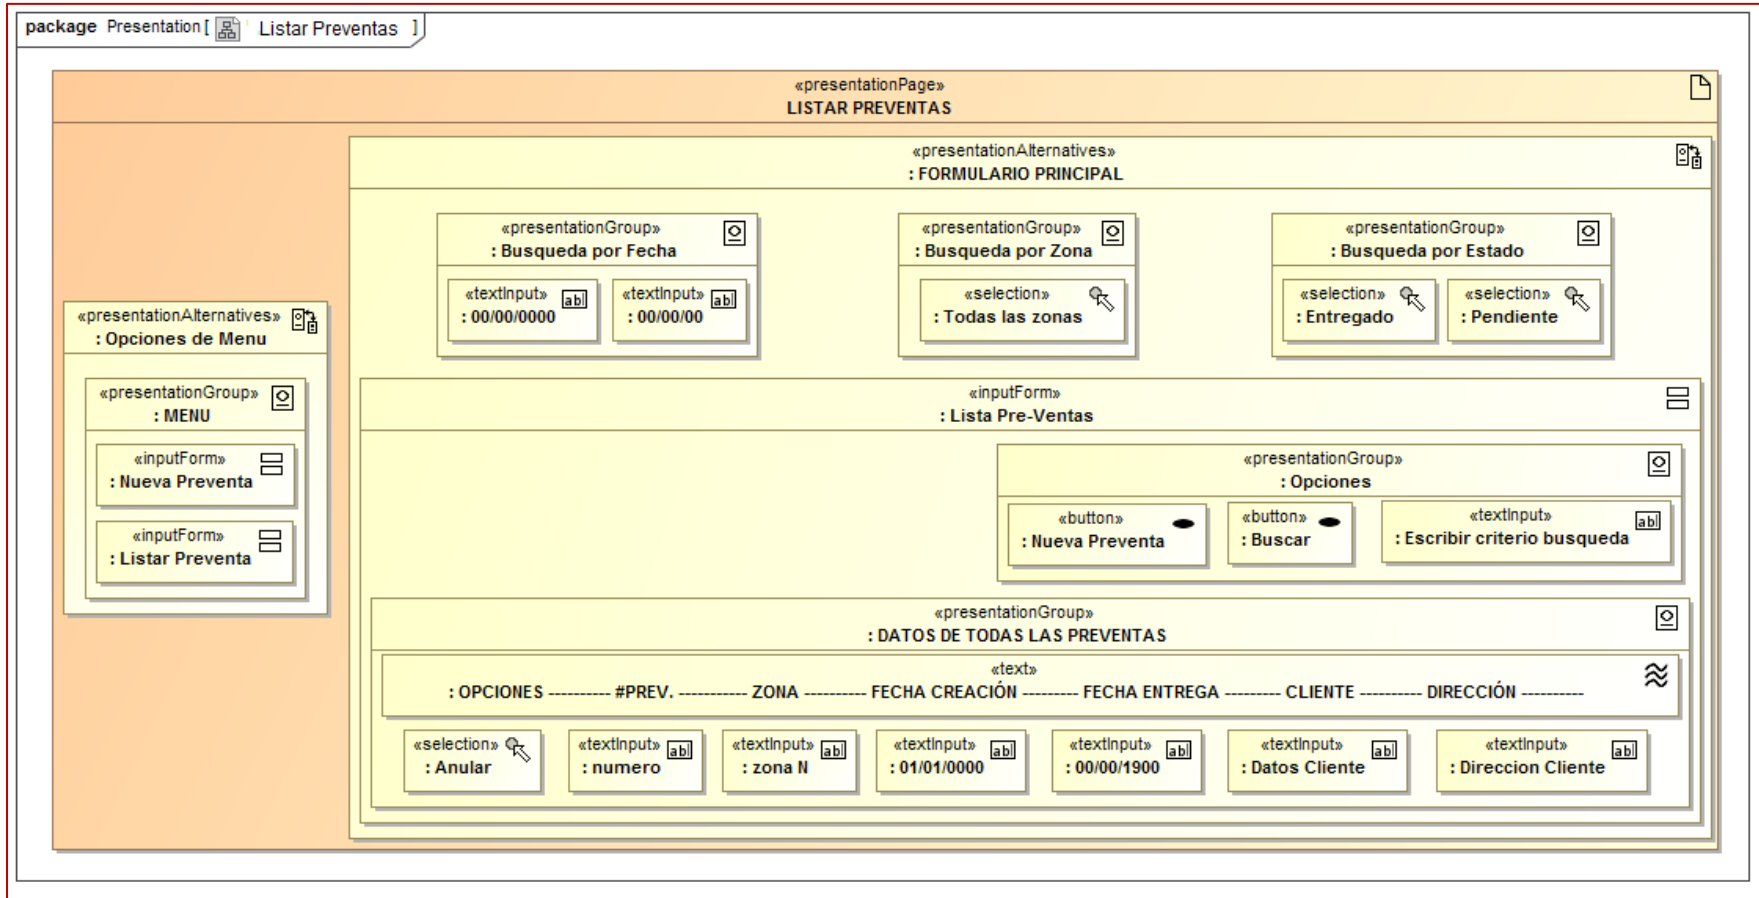 package Presentation [ Listar Preventas ]
«presentationPage»
LISTAR PREVENTAS
«presentationAlternatives»
: Opciones de Menu
«presentationGroup»
: MENU
«inputForm»
: Nueva Preventa
«inputForm»
: Listar Preventa
«presentationAlternatives»
: FORMULARIO PRINCIPAL
«presentationGroup»
: Busqueda por Fecha
«textInput»
: 00/00/0000
«textInput»
: 00/00/00
«presentationGroup»
: Busqueda por Zona
«selection»
: Todas las zonas
«presentationGroup»
: Busqueda por Estado
«selection»
: Entregado
«selection»
: Pendiente
«inputForm»
: Lista Pre-Ventas
«presentationGroup»
: Opciones
«button»
: Nueva Preventa
«button»
: Buscar
«textInput»
: Escribir criterio busqueda
«presentationGroup»
: DATOS DE TODAS LAS PREVENTAS
«text»
: OPCIONES ---------- #PREV. ----------- ZONA ---------- FECHA CREACIÓN --------- FECHA ENTREGA --------- CLIENTE ---------- DIRECCIÓN ----------
«selection»
: Anular
«textInput»
: numero
«textInput»
: zona N
«textInput»
: 01/01/0000
«textInput»
: 00/00/1900
«textInput»
: Datos Cliente
«textInput»
: Direccion Cliente